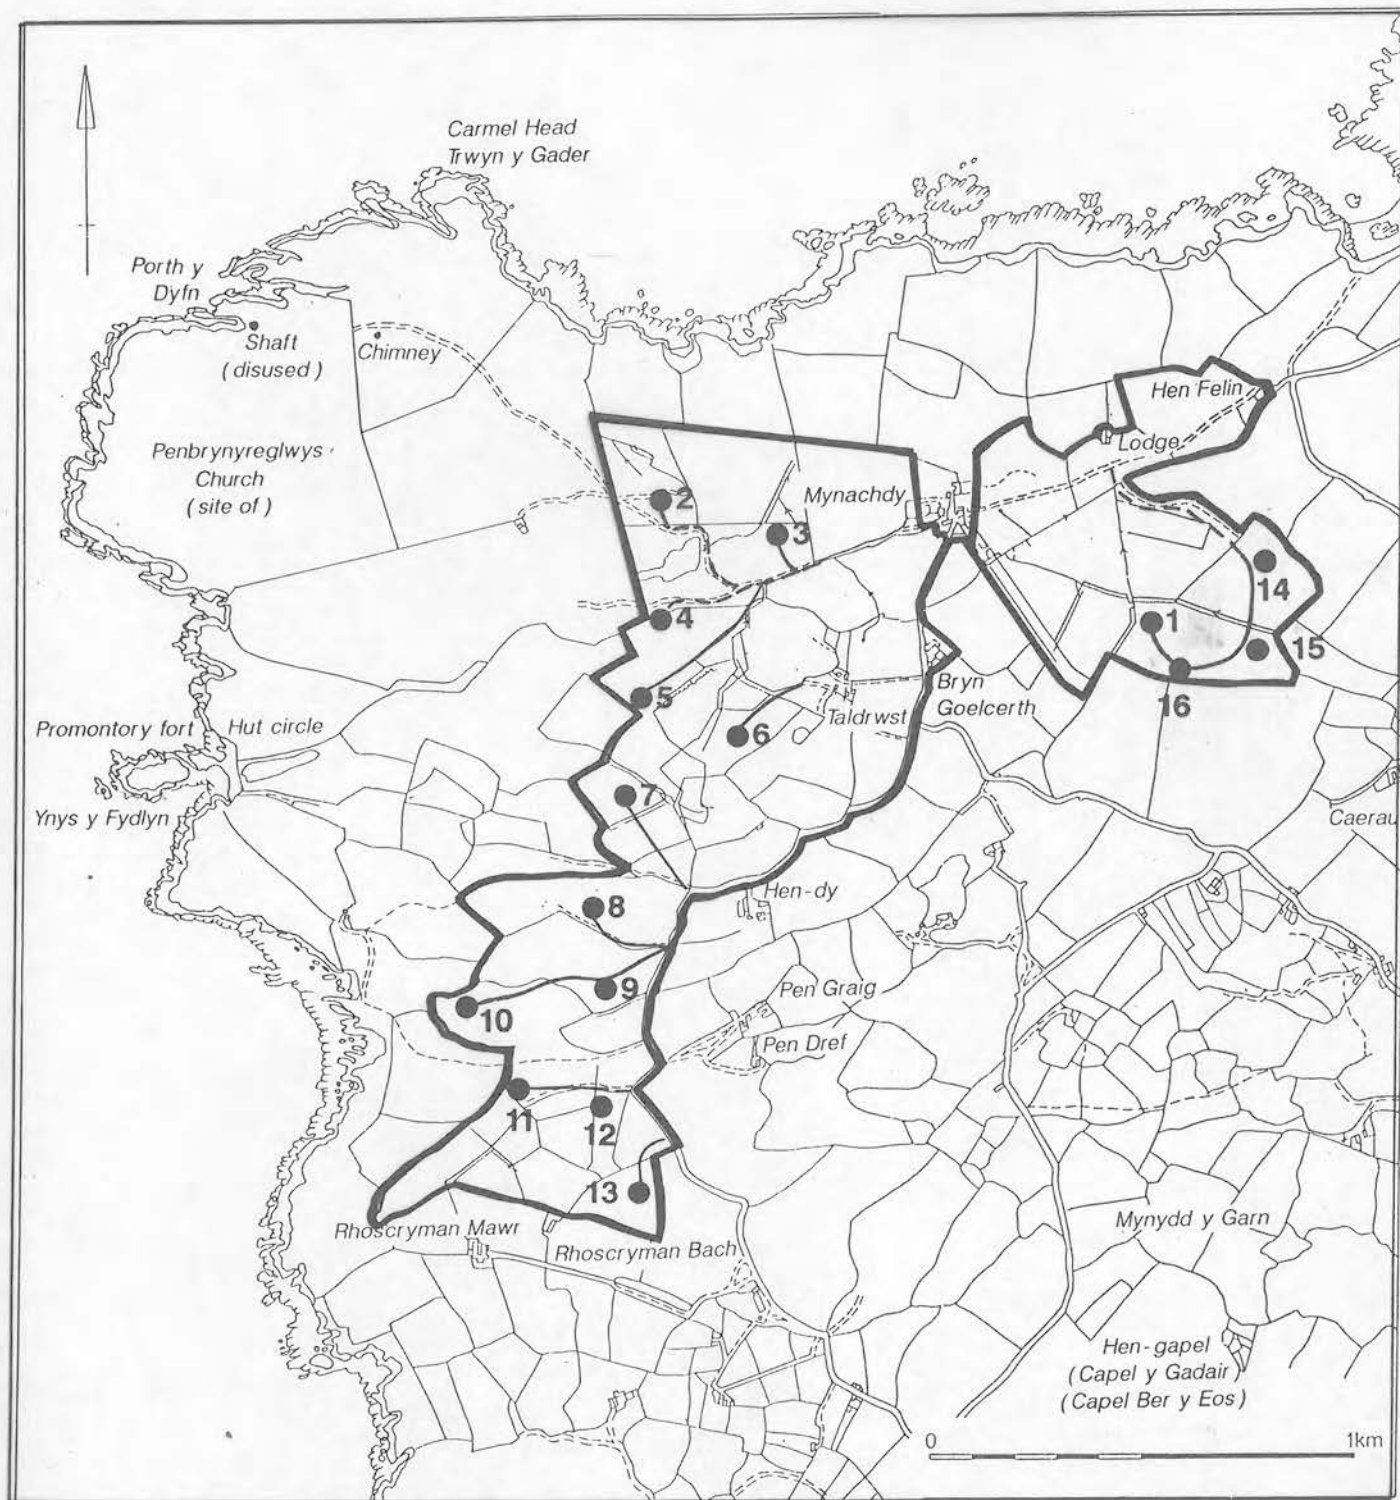 Carmel Head
Trwyn y Gader
Porth y
Dyfn
Shaft
(disused)
Chimney
Hen Felin
Lodge
Penbrynyreglwys
Church
(site of)
Mynachdy
2
3
14
4
1
15
5
Bryn
Goelcerth
16
Taldrwst
6
Promontory fort
Hut circle
7
Ynys y Fydlyn
Caerau
Hen-dy
8
Pen Graig
9
10
Pen Dref
11
12
13
Mynydd y Garn
Rhoscryman Mawr
Rhoscryman Bach
Hen-gapel
(Capel y Gadair)
(Capel Ber y Eos)
0
1km